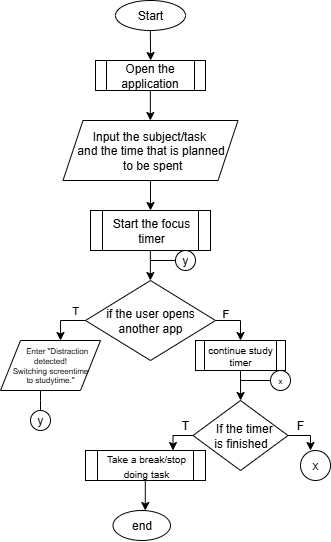 Start
Open the
application
Input the subject/task
and the time that is planned
to be spent
Start the focus
timer
y
if the user opens
another app
T
F
Enter "Distraction
detected!
Switching screentime
to studytime."
y
continue study
timer
x
If the timer
is finished
T
F
Take a break/stop
doing task
x
end